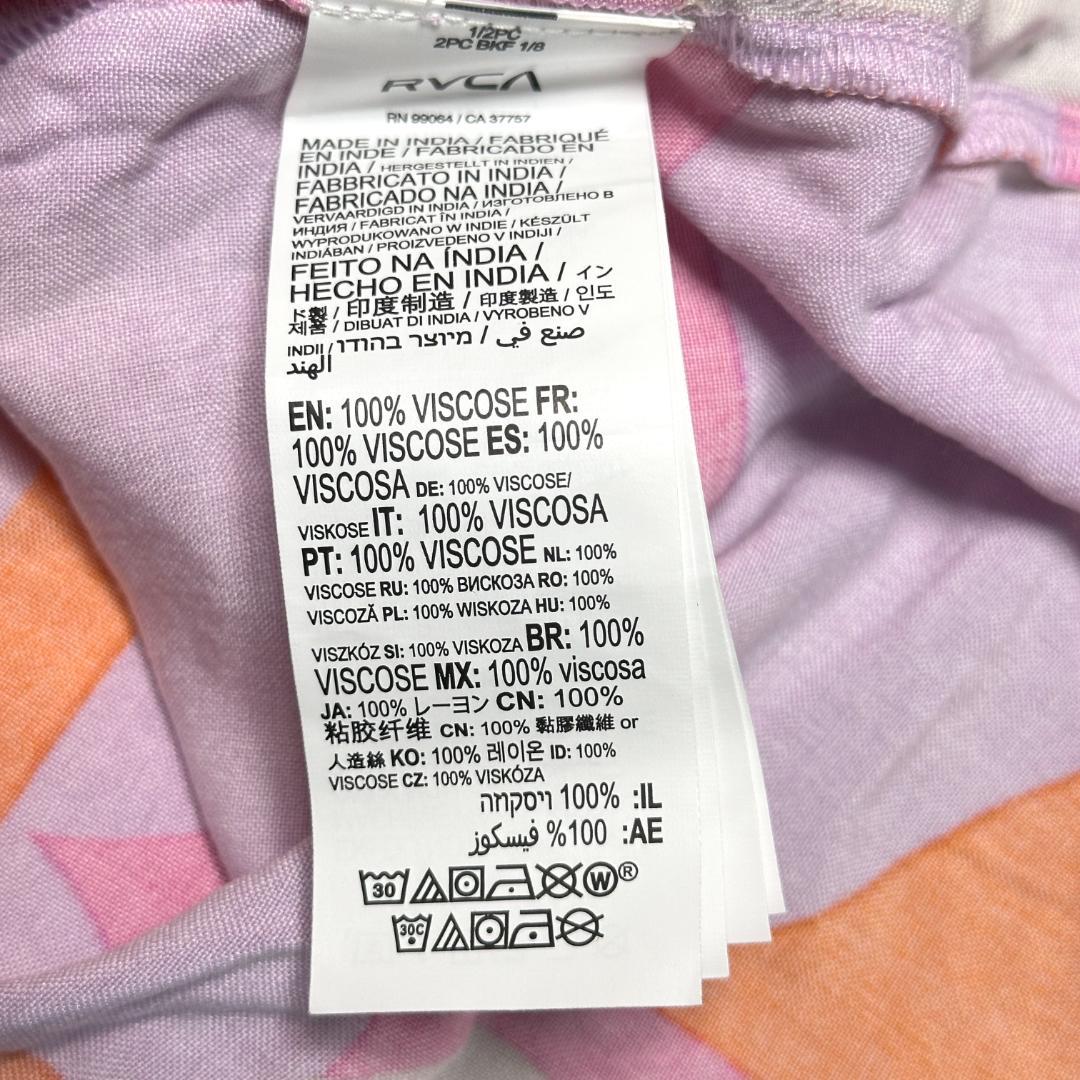 1/2PC
2PC BKF 1/8
RVCA
RN 99064 / CA 37757
MADE IN INDIA / FABRIQUÉ
EN INDE / FABRICADO EN
INDIA / HERGESTELLT IN INDIEN /
FABBRICATO IN INDIA /
FABRICADO NA INDIA /
VERVAARDIGD IN INDIA / ИЗГОТОВЛЕНО В
ИНДИЯ / FABRICAT ÎN INDIA /
WYPRODUKOWANO W INDIE / KÉSZÜLT
INDIÁBAN / PROIZVEDENO V INDIJI /
FEITO NA ÍNDIA /
HECHO EN INDIA / イン
ド製 / 印度制造 / 印度製造 / 인도
제품 / DIBUAT DI INDIA / VYROBENO V
INDII / מיוצר בהודו / صنع في
الهند
EN: 100% VISCOSE FR:
100% VISCOSE ES: 100%
VISCOSA DE: 100% VISCOSE/
VISKOSE IT: 100% VISCOSA
PT: 100% VISCOSE NL: 100%
VISCOSE RU: 100% ВИСКОЗА RO: 100%
VISCOZĂ PL: 100% WISKOZA HU: 100%
VISZKÓZ SI: 100% VISKOZA BR: 100%
VISCOSE MX: 100% viscosa
JA: 100% レーヨン CN: 100%
粘胶纤维 CN: 100% 黏膠纖維 or
人造絲 KO: 100% 레이온 ID: 100%
VISCOSE CZ: 100% VISKÓZA
IL: 100% ויסקוזה
AE: 100% فيسكوز
30 W®
30C